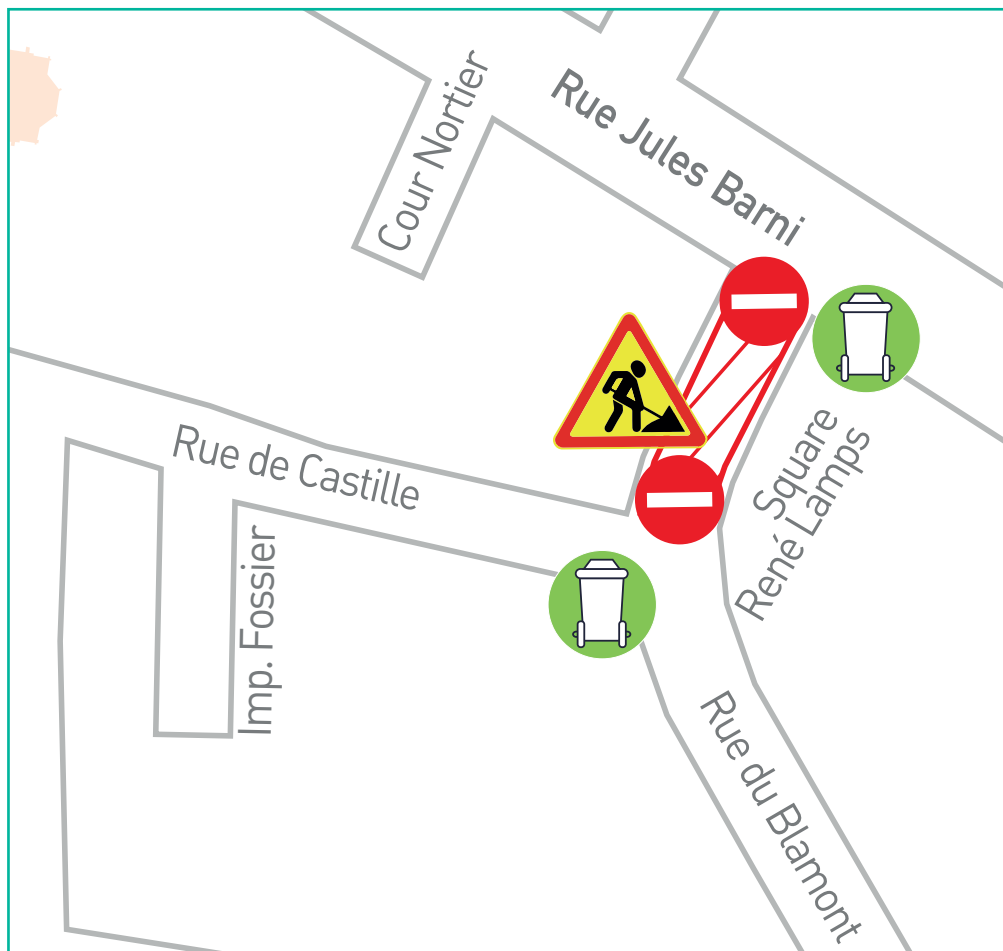 Cour Nortier
Rue Jules Barni
Rue de Castille
Square
René Lamps
Imp. Fossier
Rue du Blamont